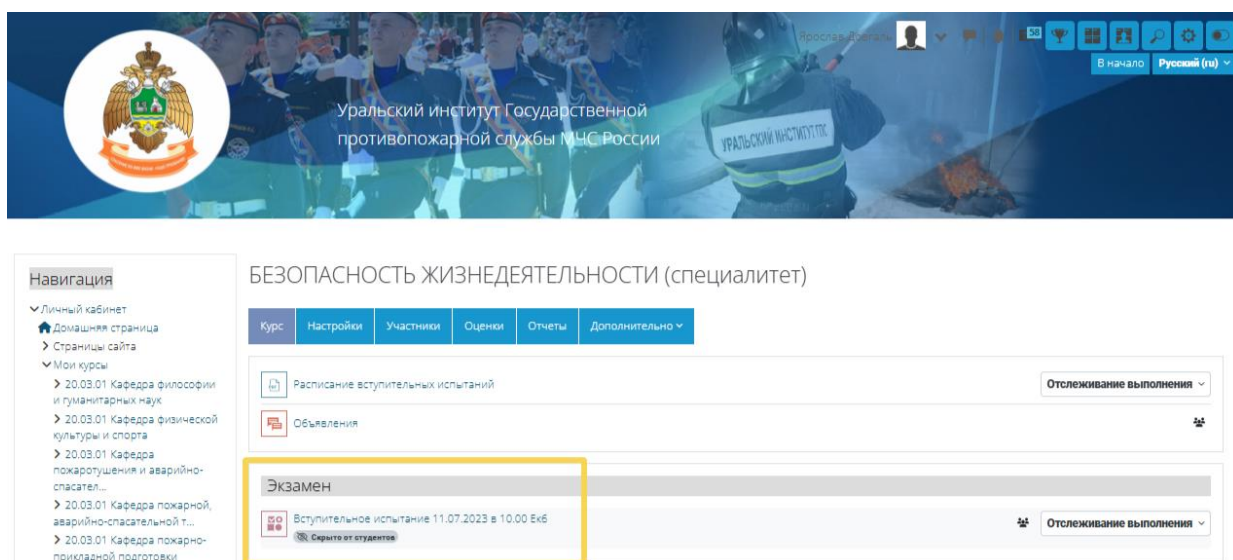 Ярослав Довгаль
58
В начало Русский (ru)
Уральский институт Государственной
противопожарной службы МЧС России
УРАЛЬСКИЙ ИНСТИТУТ ГПС
Навигация
БЕЗОПАСНОСТЬ ЖИЗНЕДЕЯТЕЛЬНОСТИ (специалитет)
Личный кабинет
Домашняя страница
Страницы сайта
Мои курсы
20.03.01 Кафедра философии
и гуманитарных наук
20.03.01 Кафедра физической
культуры и спорта
20.03.01 Кафедра
пожаротушения и аварийно-
спасател...
20.03.01 Кафедра пожарной,
аварийно-спасательной т...
20.03.01 Кафедра пожарно-
прикладной подготовки
Курс Настройки Участники Оценки Отчеты Дополнительно
Расписание вступительных испытаний Отслеживание выполнения
Объявления
Экзамен
Вступительное испытание 11.07.2023 в 10.00 Екб Отслеживание выполнения
Скрыто от студентов